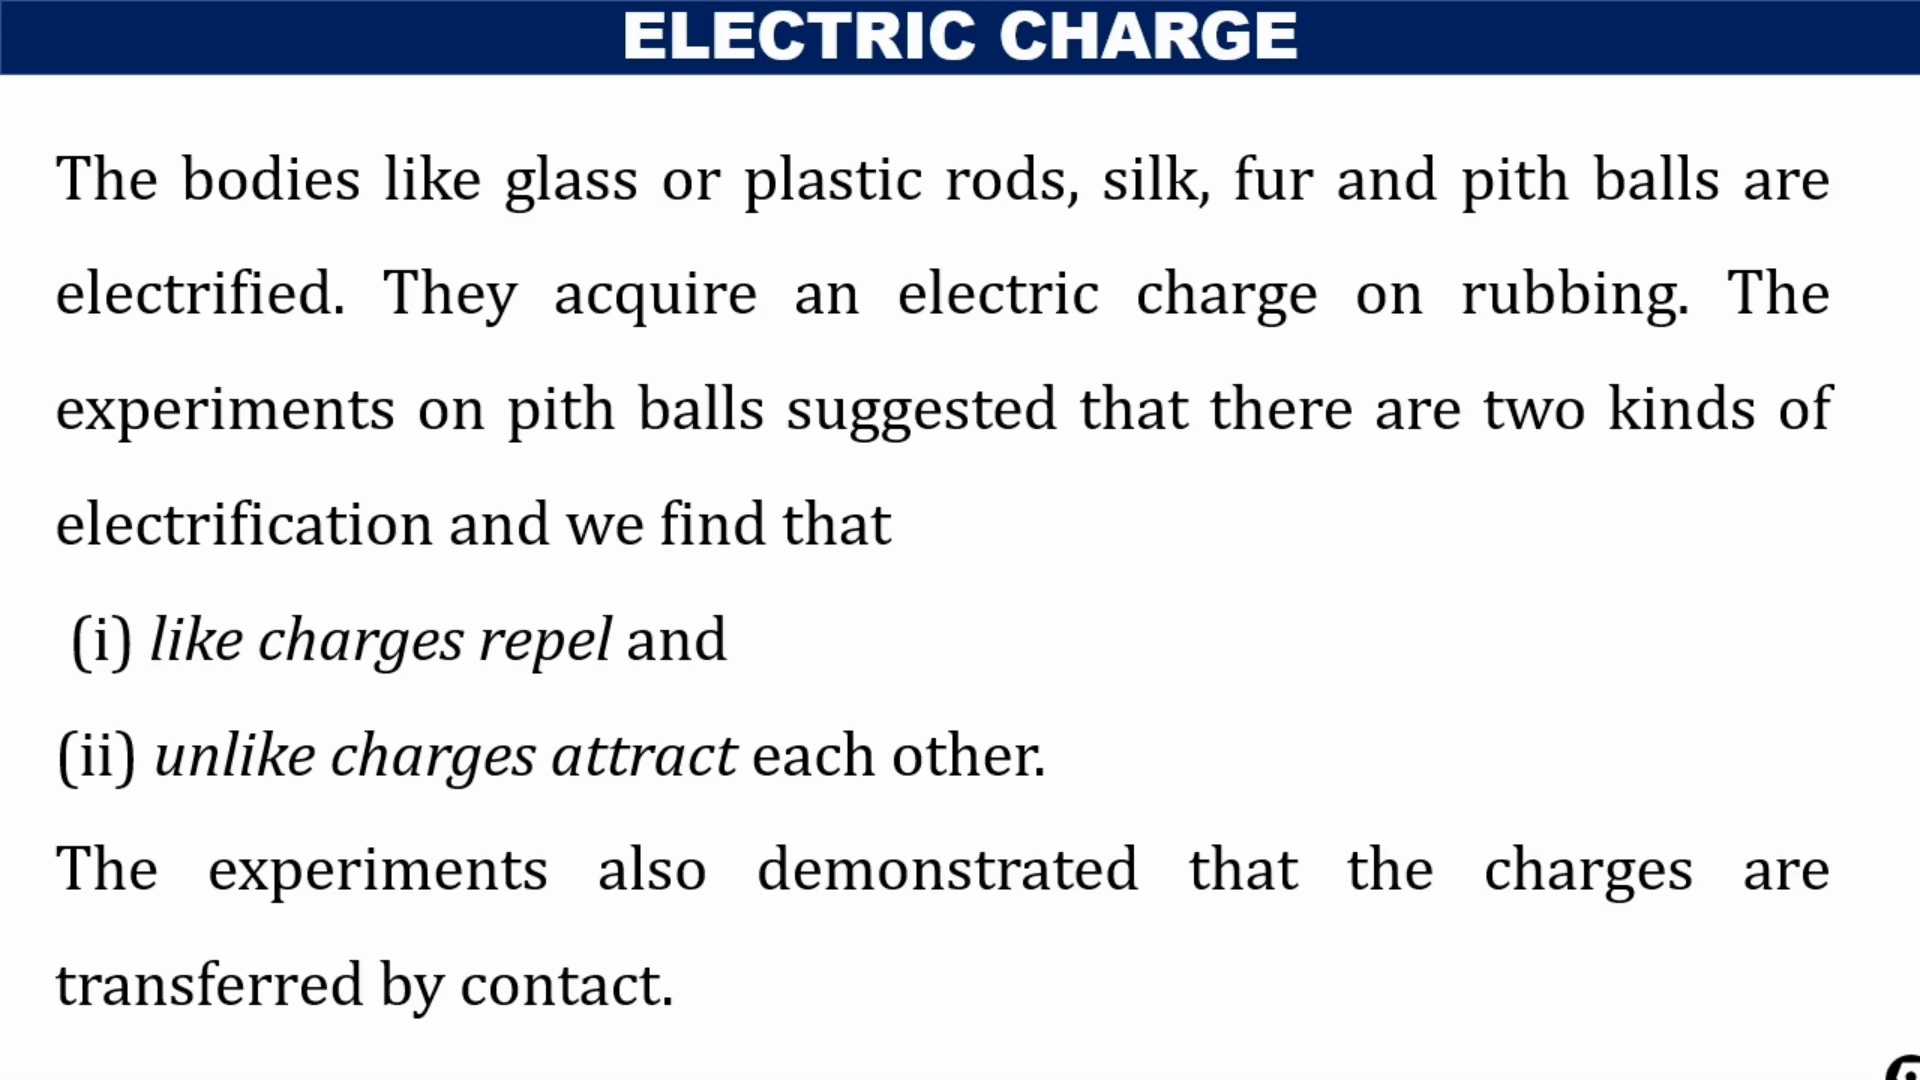 ELECTRIC CHARGE
The bodies like glass or plastic rods, silk, fur and pith balls are
electrified. They acquire an electric charge on rubbing. The
experiments on pith balls suggested that there are two kinds of
electrification and we find that
(i) like charges repel and
(ii) unlike charges attract each other.
The experiments also demonstrated that the charges are
transferred by contact.